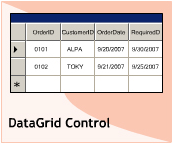 OrderID CustomerID OrderDate RequiredD
0101 ALPA 9/20/2007 9/30/2007
0102 TOKY 9/21/2007 9/25/2007
*
DataGrid Control